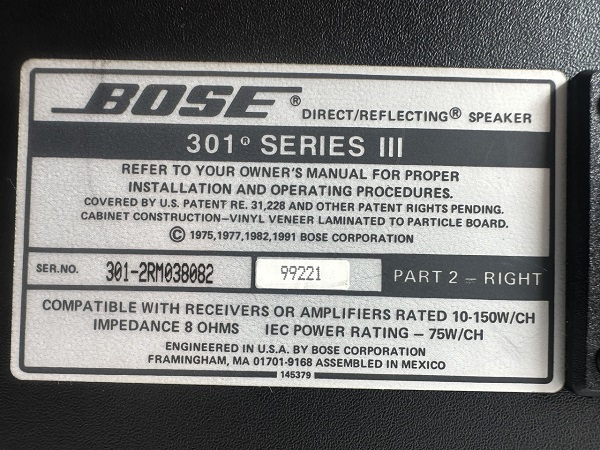 BOSE® DIRECT/REFLECTING® SPEAKER
301® SERIES III
REFER TO YOUR OWNER'S MANUAL FOR PROPER
INSTALLATION AND OPERATING PROCEDURES.
COVERED BY U.S. PATENT RE. 31,228 AND OTHER PATENT RIGHTS PENDING.
CABINET CONSTRUCTION–VINYL VENEER LAMINATED TO PARTICLE BOARD.
© 1975,1977,1982,1991 BOSE CORPORATION
SER.NO. 301-2RM038082 99221 PART 2 – RIGHT
COMPATIBLE WITH RECEIVERS OR AMPLIFIERS RATED 10-150W/CH
IMPEDANCE 8 OHMS IEC POWER RATING – 75W/CH
ENGINEERED IN U.S.A. BY BOSE CORPORATION
FRAMINGHAM, MA 01701-9168 ASSEMBLED IN MEXICO
145379